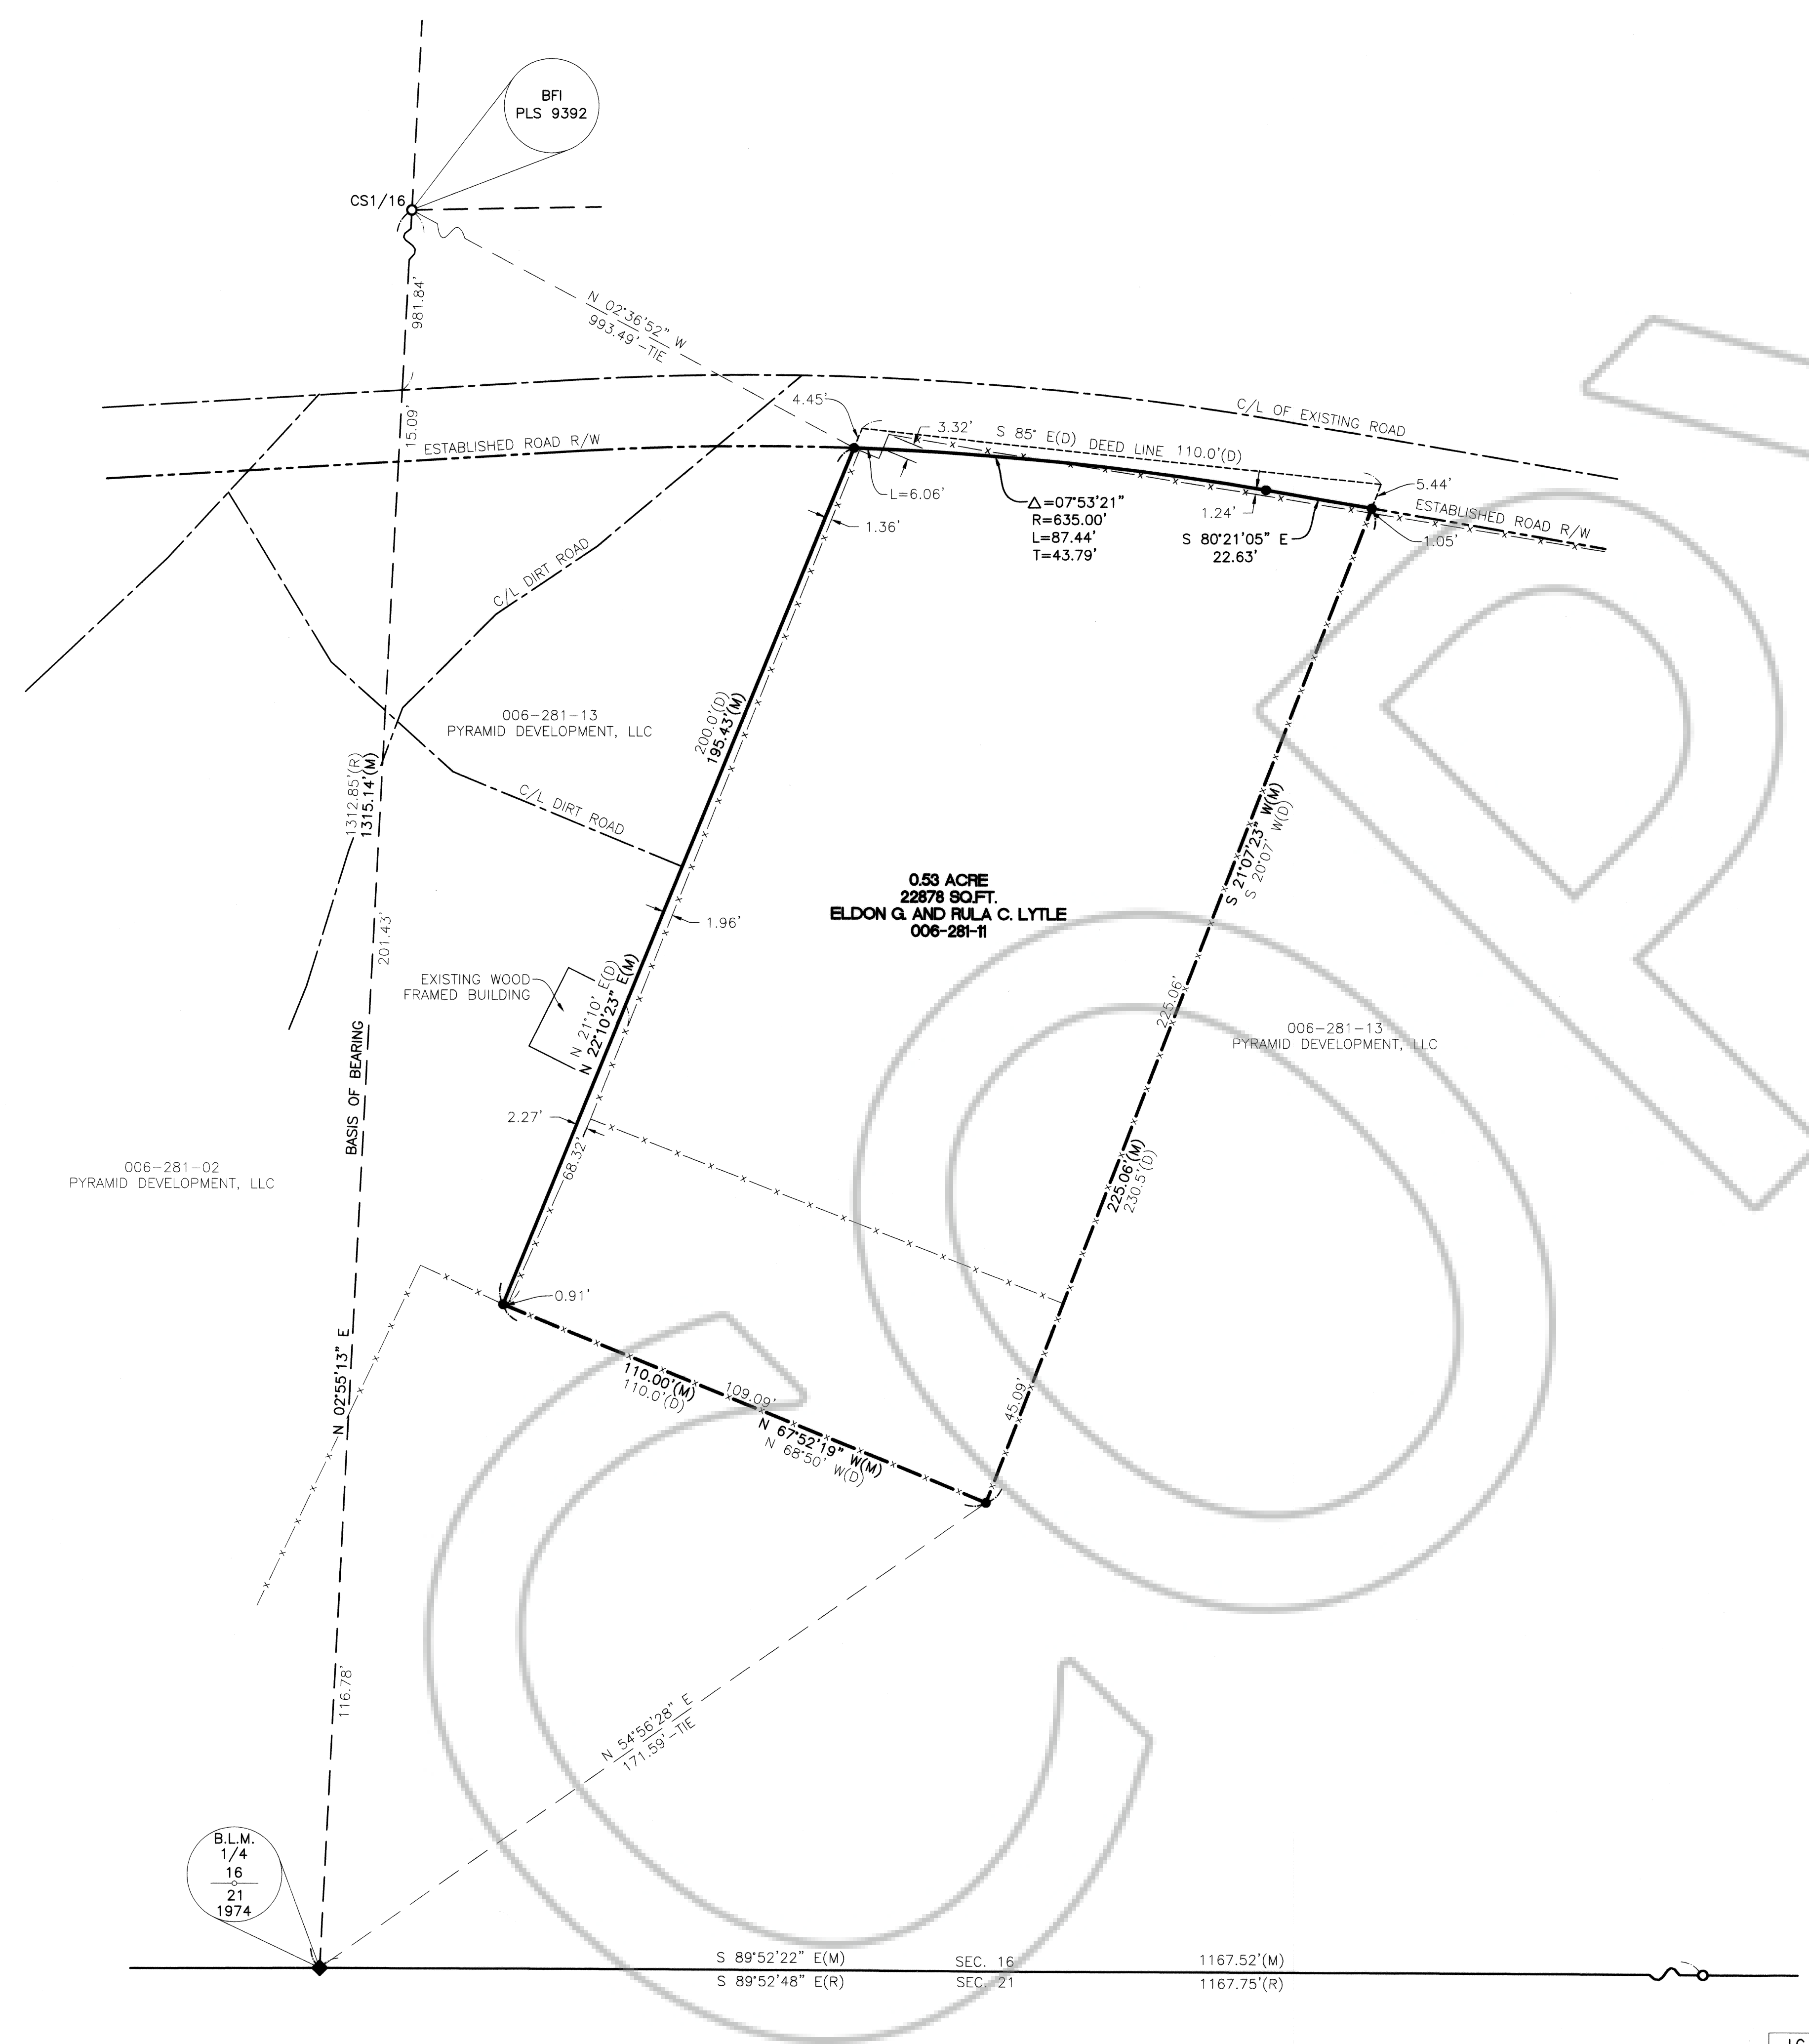 BFI
PLS 9392
CS1/16
981.84'
N 02°36'52" W
993.49'-TIE
C/L OF EXISTING ROAD
4.45'
3.32'
S 85° E(D) DEED LINE 110.0'(D)
15.09'
ESTABLISHED ROAD R/W
5.44'
L=6.06'
△=07°53'21"
R=635.00'
L=87.44'
T=43.79'
1.24'
ESTABLISHED ROAD R/W
1.36'
S 80°21'05" E
22.63'
1.05'
C/L DIRT ROAD
200.0'(D)
195.43'(M)
006-281-13
PYRAMID DEVELOPMENT, LLC
1312.85'(R)
1315.14'(M)
C/L DIRT ROAD
S 21°07'23" W(M)
S 20°07' W(D)
0.53 ACRE
22878 SQ.FT.
ELDON G. AND RULA C. LYTLE
006-281-11
1.96'
201.43'
EXISTING WOOD
FRAMED BUILDING
N 21°10' E(D)
N 22°10'23" E(M)
225.06'
006-281-13
PYRAMID DEVELOPMENT, LLC
BASIS OF BEARING
2.27'
68.32'
225.06'(M)
230.5'(D)
006-281-02
PYRAMID DEVELOPMENT, LLC
0.91'
N 02°55'13" E
110.00'(M)
110.0'(D)
109.09'
45.09'
N 67°52'19" W(M)
N 68°50' W(D)
116.78'
N 54°56'28" E
171.59'-TIE
B.L.M.
1/4
16
21
1974
S 89°52'22" E(M) SEC. 16 1167.52'(M)
S 89°52'48" E(R) SEC. 21 1167.75'(R)